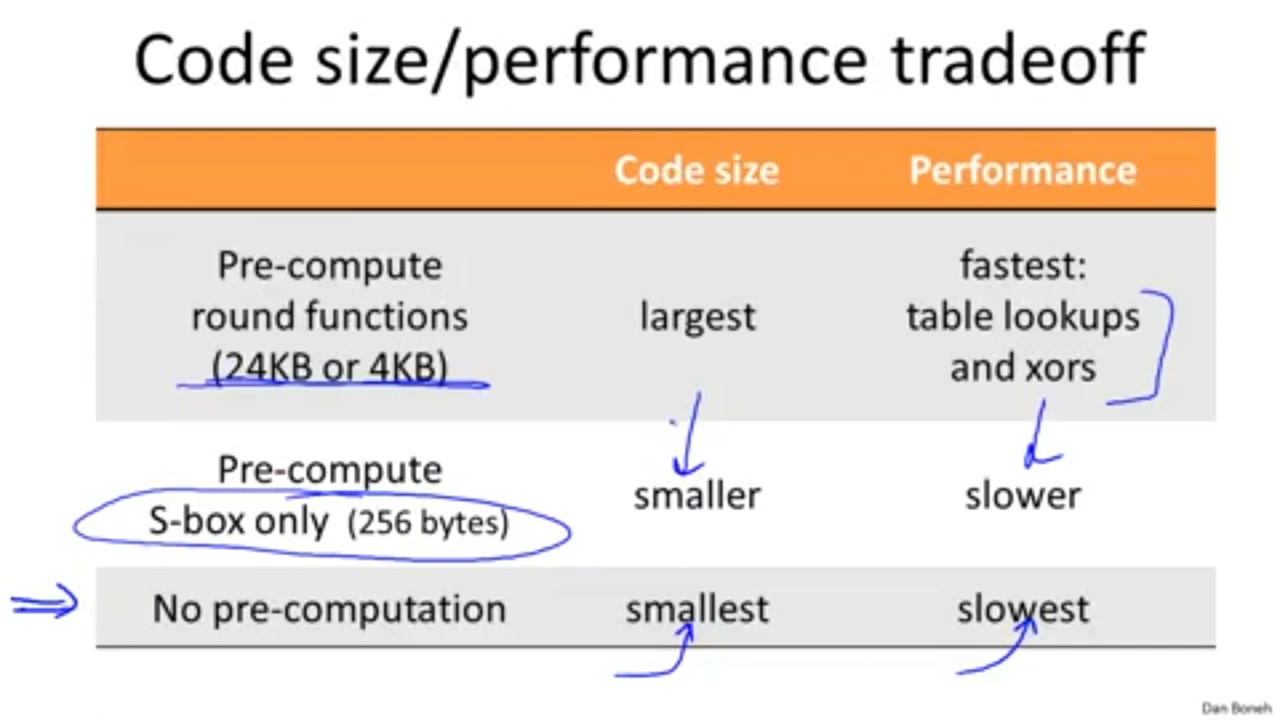 Code size/performance tradeoff
Code size Performance
Pre-compute
round functions
(24KB or 4KB)
largest
fastest:
table lookups
and xors
Pre-compute
S-box only (256 bytes)
smaller
slower
No pre-computation
smallest
slowest
Dan Boneh